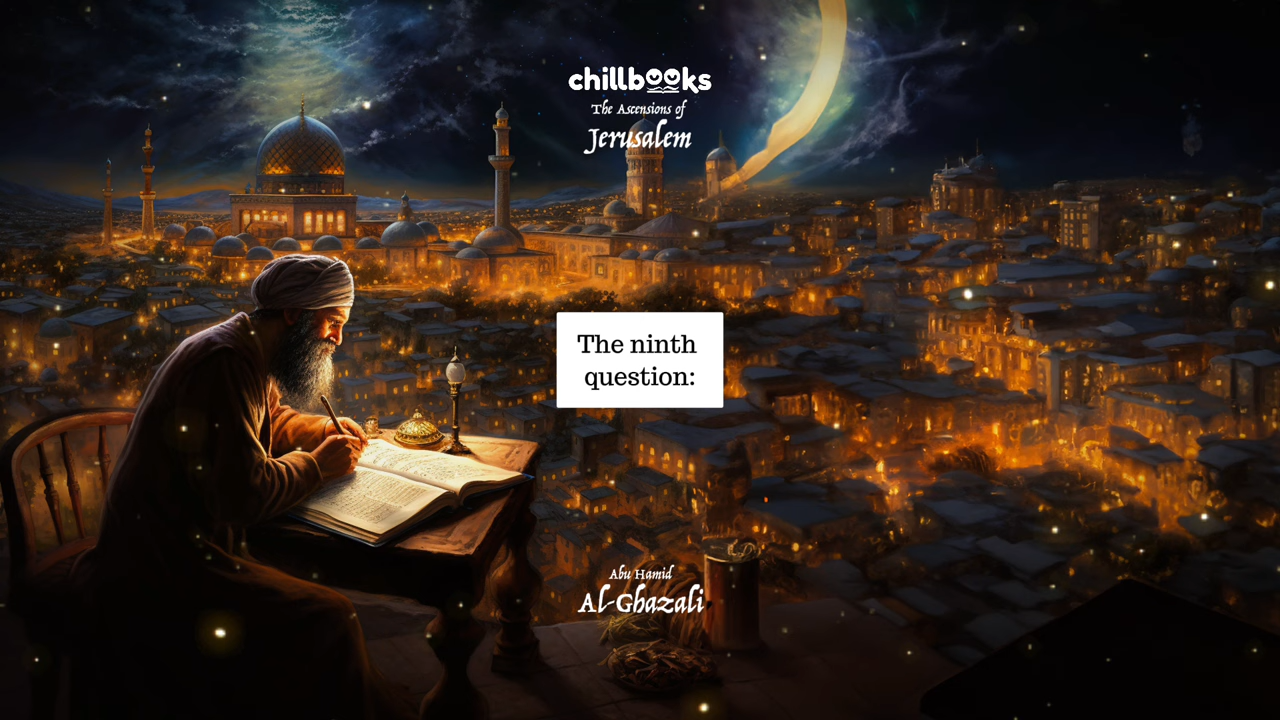 chillbooks
The Ascensions of
Jerusalem
The ninth
question:
Abu Hamid
Al-Ghazali